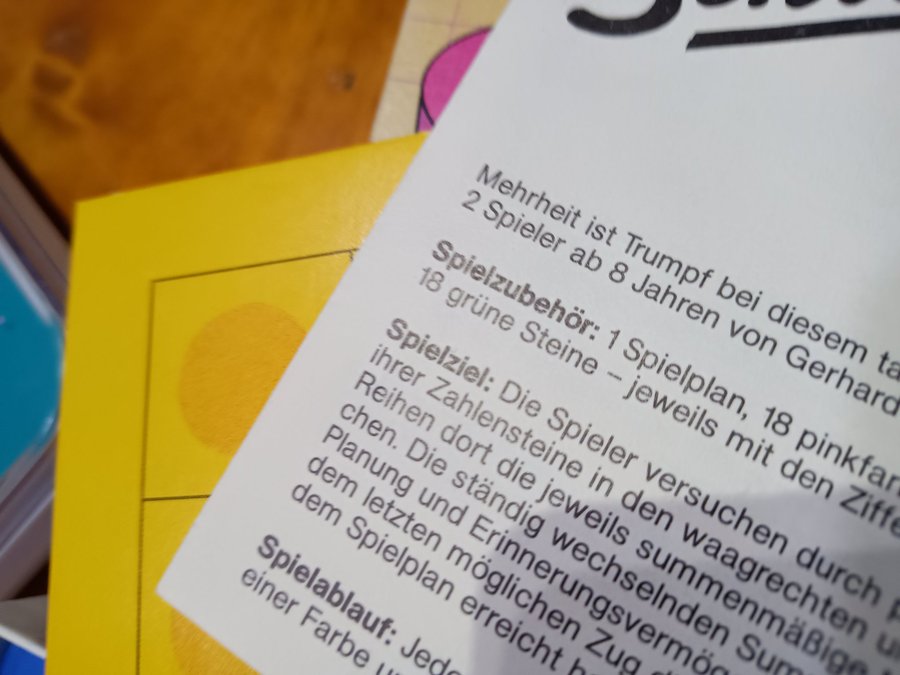 Mehrheit ist Trumpf bei diesem
2 Spieler ab 8 Jahren von Gerhard
Spielzubehör: 1 Spielplan, 18
18 grüne Steine – jeweils mit den
Spielziel: Die Spieler versuchen durch
ihrer Zahlensteine in den waagrechten
Reihen dort die jeweils summenmäßige
chen. Die ständig wechselnden
Planung und
dem letzten möglichen Zug
dem Spielplan erreicht
Spielablauf:
einer Farbe